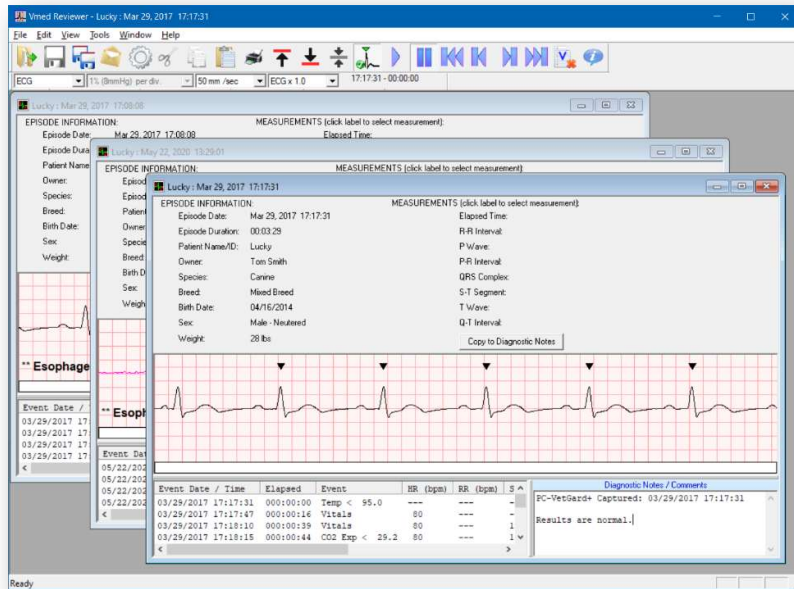 Vmed Reviewer - Lucky : Mar 29, 2017 17:17:31
File Edit View Tools Window Help
ECG 1% (8mmHg) per div. 50 mm /sec ECG x 1.0 17:17:31 - 00:00:00
Lucky : Mar 29, 2017 17:08:08
EPISODE INFORMATION: MEASUREMENTS (click label to select measurement):
Episode Date: Mar 29, 2017 17:08:08 Elapsed Time:
Episode Dura
Patient Name
Owner:
Species:
Breed:
Birth Date:
Sex:
Weight:
** Esophage
Event Date /
03/29/2017 17:
03/29/2017 17:
03/29/2017 17:
03/29/2017 17:
Lucky : May 22, 2020 13:29:01
EPISODE INFORMATION: MEASUREMENTS (click label to select measurement):
Episod
Episod
Patient
Owner
Specie
Breed
Birth D
Sex:
Weigh
** Esoph
Event Dat
05/22/202
05/22/202
05/22/202
05/22/202
Lucky : Mar 29, 2017 17:17:31
EPISODE INFORMATION: MEASUREMENTS (click label to select measurement):
Episode Date: Mar 29, 2017 17:17:31 Elapsed Time:
Episode Duration: 00:03:29 R-R Interval:
Patient Name/ID: Lucky P Wave:
Owner: Tom Smith P-R Interval:
Species: Canine QRS Complex:
Breed: Mixed Breed S-T Segment:
Birth Date: 04/16/2014 T Wave:
Sex: Male - Neutered Q-T Interval:
Weight: 28 lbs Copy to Diagnostic Notes
Event Date / Time Elapsed Event HR (bpm) RR (bpm) S
03/29/2017 17:17:31 000:00:00 Temp < 95.0 --- --- -
03/29/2017 17:17:47 000:00:16 Vitals 80 --- -
03/29/2017 17:18:10 000:00:39 Vitals 80 --- 1
03/29/2017 17:18:15 000:00:44 CO2 Exp < 29.2 80 --- 1
Diagnostic Notes / Comments
PC-VetGard+ Captured: 03/29/2017 17:17:31
Results are normal.
Ready